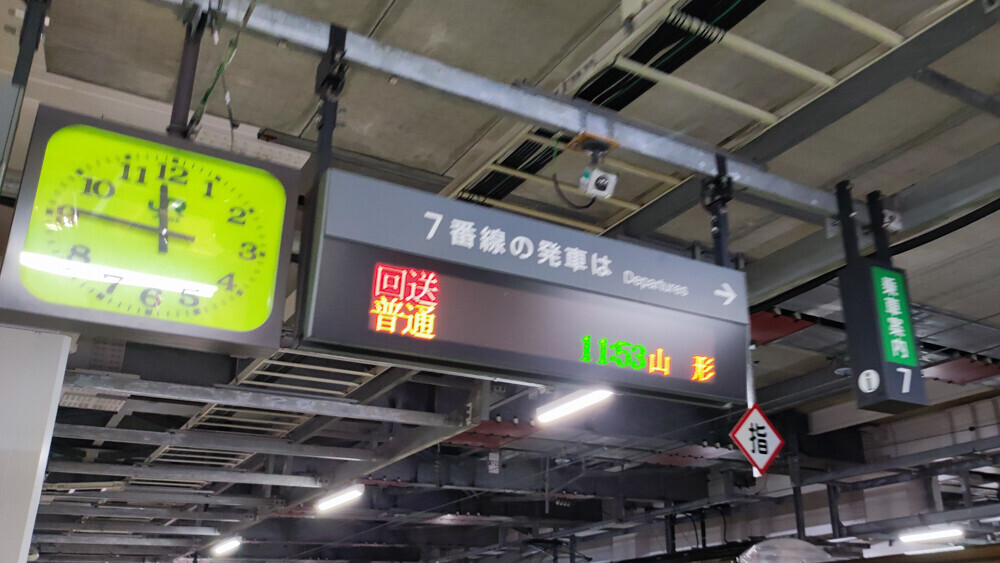 11 12 1
10 2
9 3
8 4
7 6 5
JR
7番線の発車は Departures →
回送
普通 11:53 山 形
乗車案内
i 7